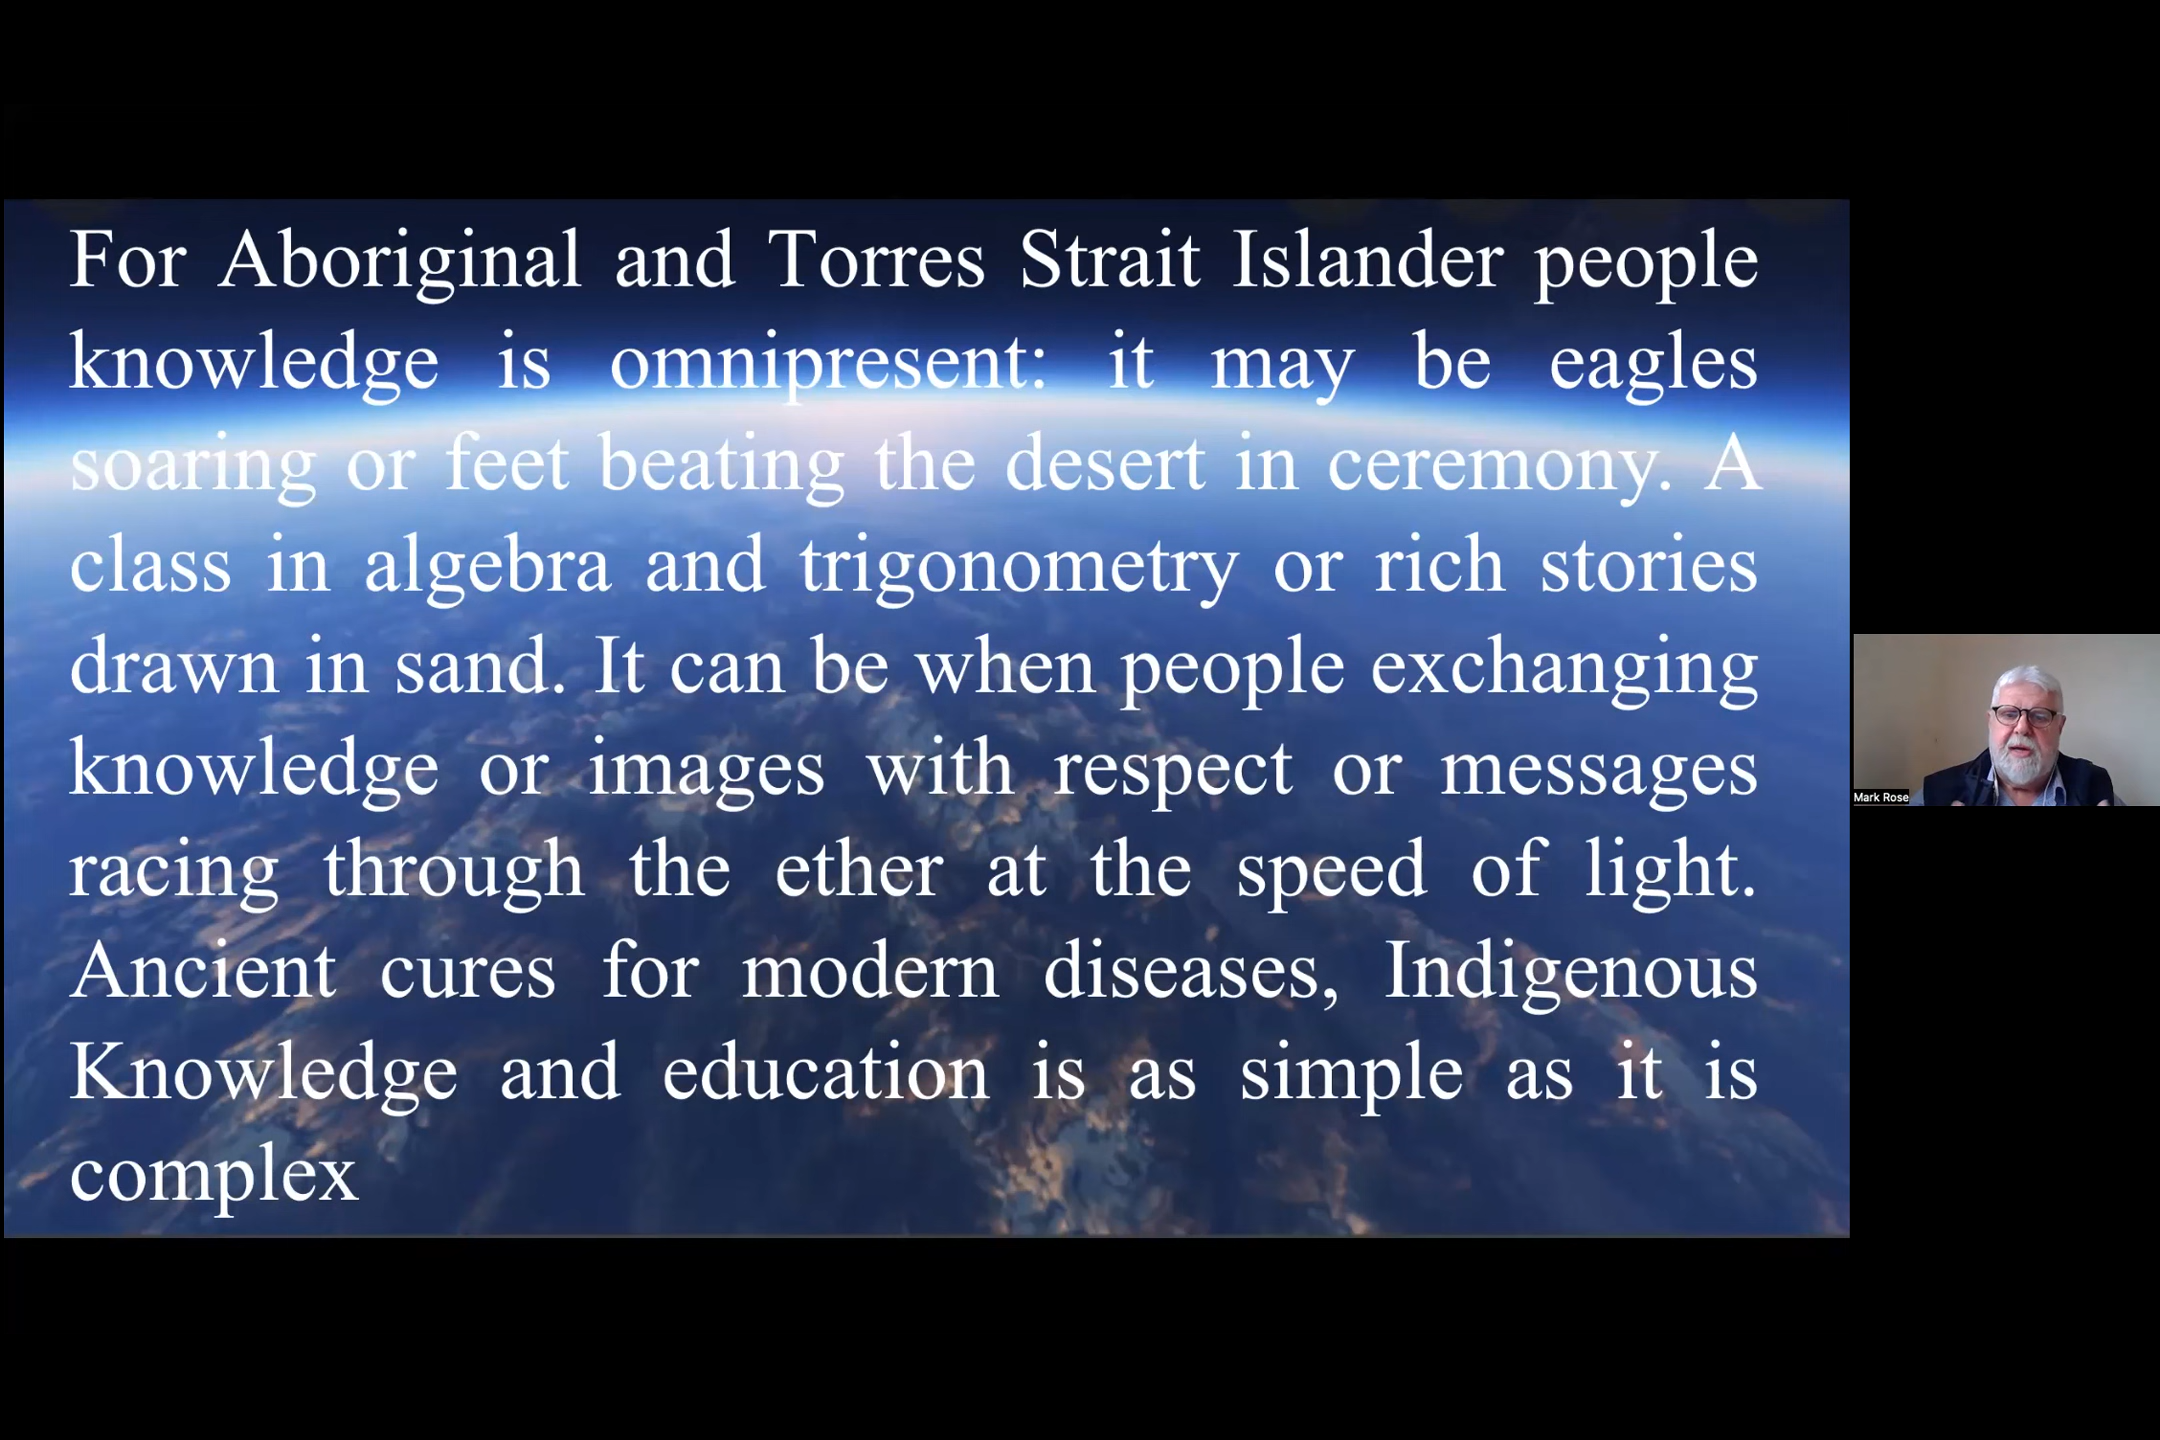 For Aboriginal and Torres Strait Islander people
knowledge is omnipresent: it may be eagles
soaring or feet beating the desert in ceremony. A
class in algebra and trigonometry or rich stories
drawn in sand. It can be when people exchanging
knowledge or images with respect or messages
racing through the ether at the speed of light.
Ancient cures for modern diseases, Indigenous
Knowledge and education is as simple as it is
complex
Mark Rose